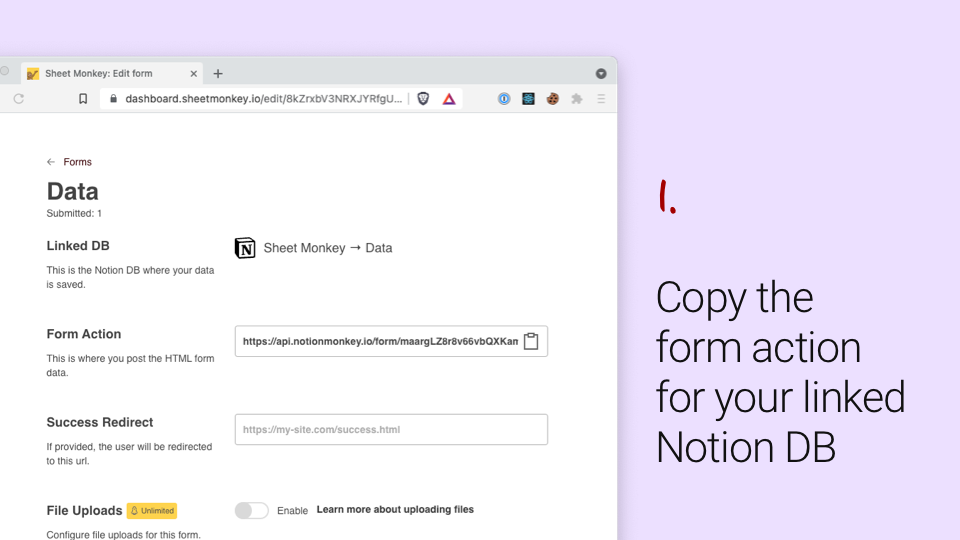 Sheet Monkey: Edit form
dashboard.sheetmonkey.io/edit/8kZrxbV3NRXJYRfgU...
← Forms
Data
Submitted: 1
Linked DB
This is the Notion DB where your data
is saved.
N Sheet Monkey → Data
Form Action
This is where you post the HTML form
data.
https://api.notionmonkey.io/form/maargLZ8r8v66vbQXKam
Success Redirect
If provided, the user will be redirected
to this url.
https://my-site.com/success.html
File Uploads Unlimited
Configure file uploads for this form.
Enable Learn more about uploading files
1.
Copy the
form action
for your linked
Notion DB